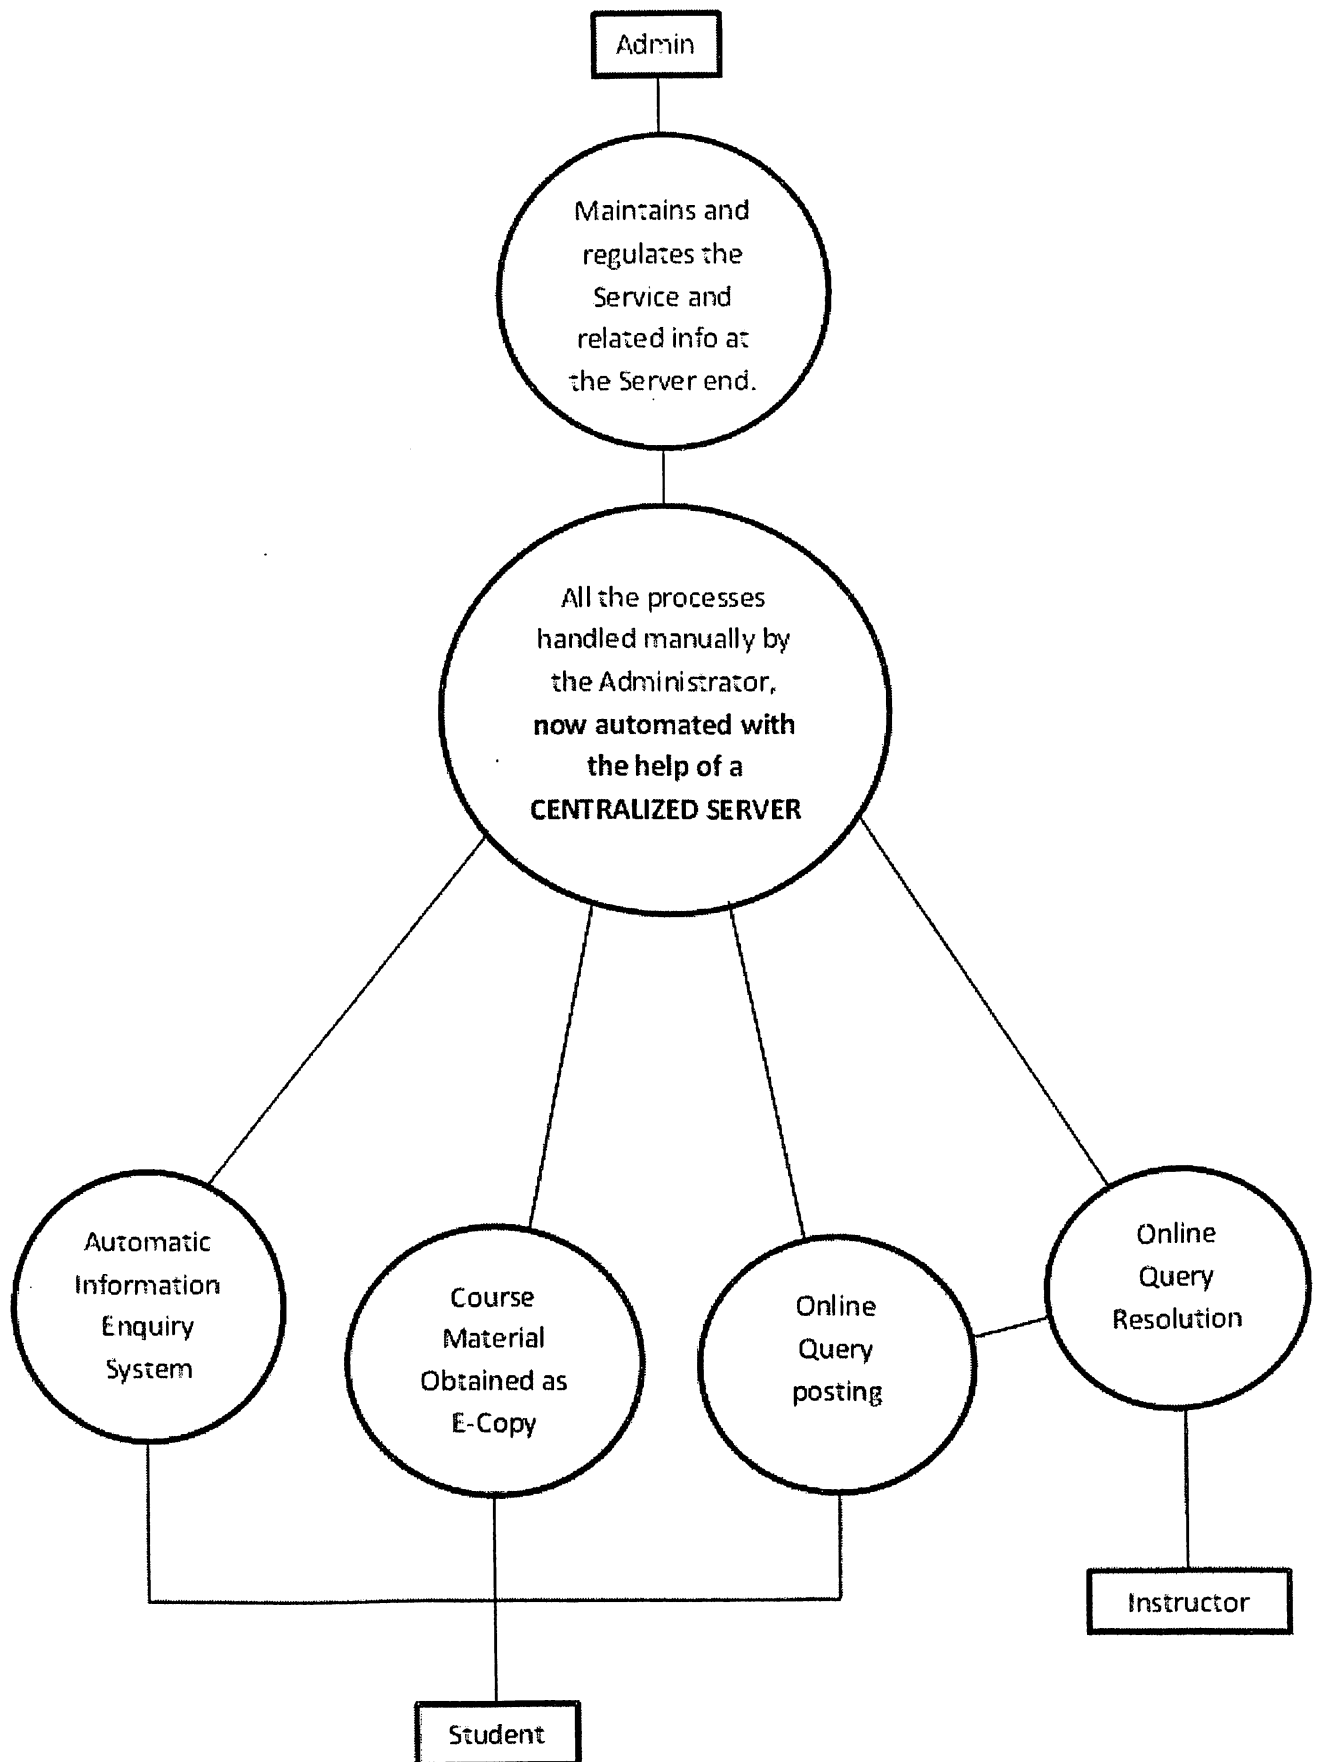 Admin
Maintains and
regulates the
Service and
related info at
the Server end.
All the processes
handled manually by
the Administrator,
now automated with
the help of a
CENTRALIZED SERVER
Automatic
Information
Enquiry
System
Course
Material
Obtained as
E-Copy
Online
Query
posting
Online
Query
Resolution
Instructor
Student